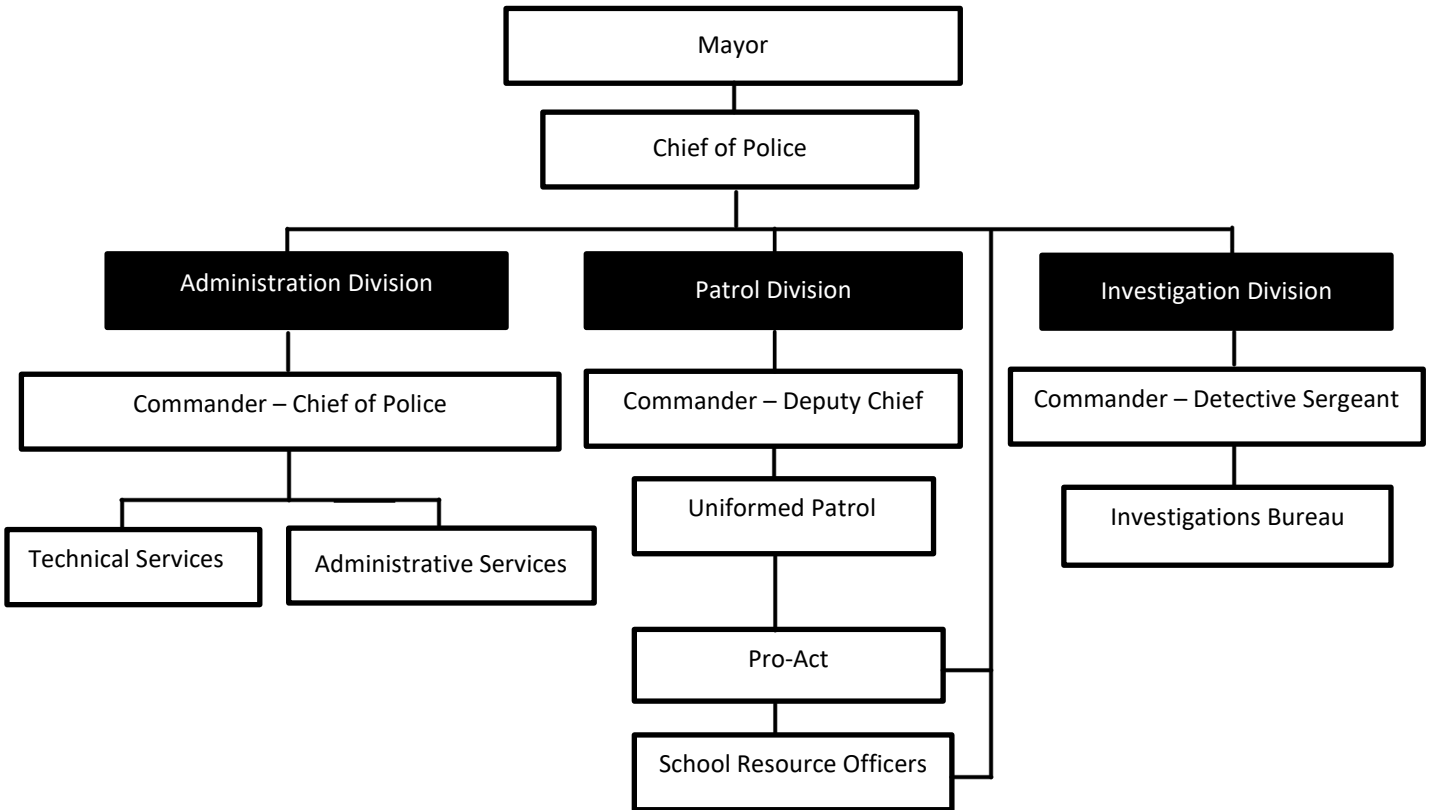 Mayor
Chief of Police
Administration Division
Patrol Division
Investigation Division
Commander – Chief of Police
Commander – Deputy Chief
Commander – Detective Sergeant
Technical Services
Administrative Services
Uniformed Patrol
Investigations Bureau
Pro-Act
School Resource Officers